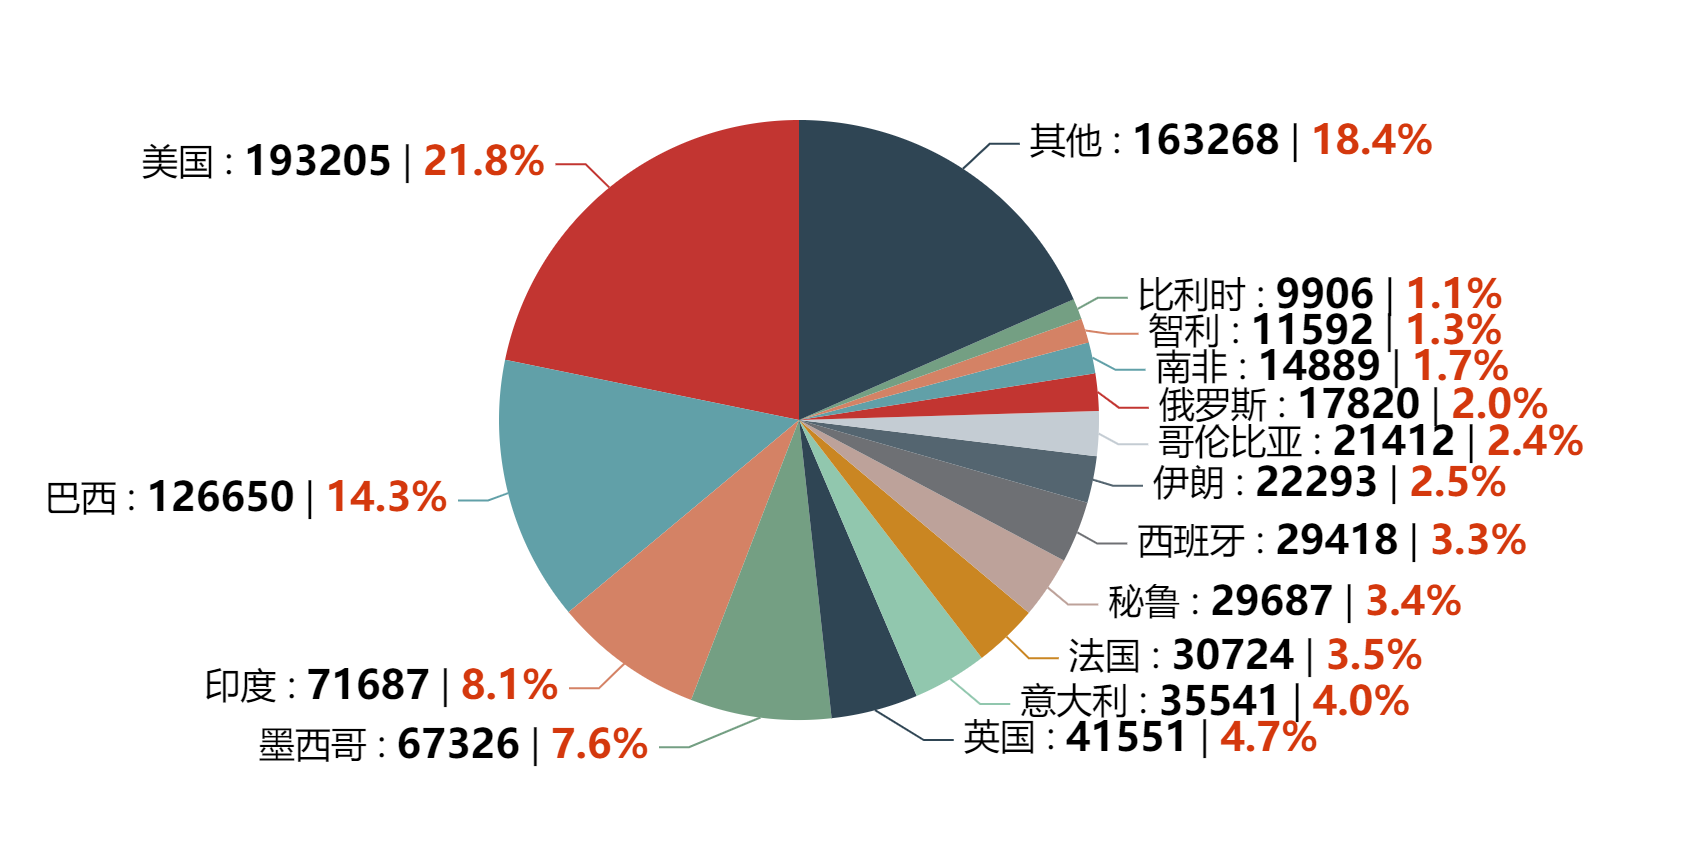 其他 : 163268 | 18.4%
美国 : 193205 | 21.8%
比利时 : 9906 | 1.1%
智利 : 11592 | 1.3%
南非 : 14889 | 1.7%
俄罗斯 : 17820 | 2.0%
哥伦比亚 : 21412 | 2.4%
伊朗 : 22293 | 2.5%
巴西 : 126650 | 14.3%
西班牙 : 29418 | 3.3%
秘鲁 : 29687 | 3.4%
法国 : 30724 | 3.5%
印度 : 71687 | 8.1%
意大利 : 35541 | 4.0%
英国 : 41551 | 4.7%
墨西哥 : 67326 | 7.6%